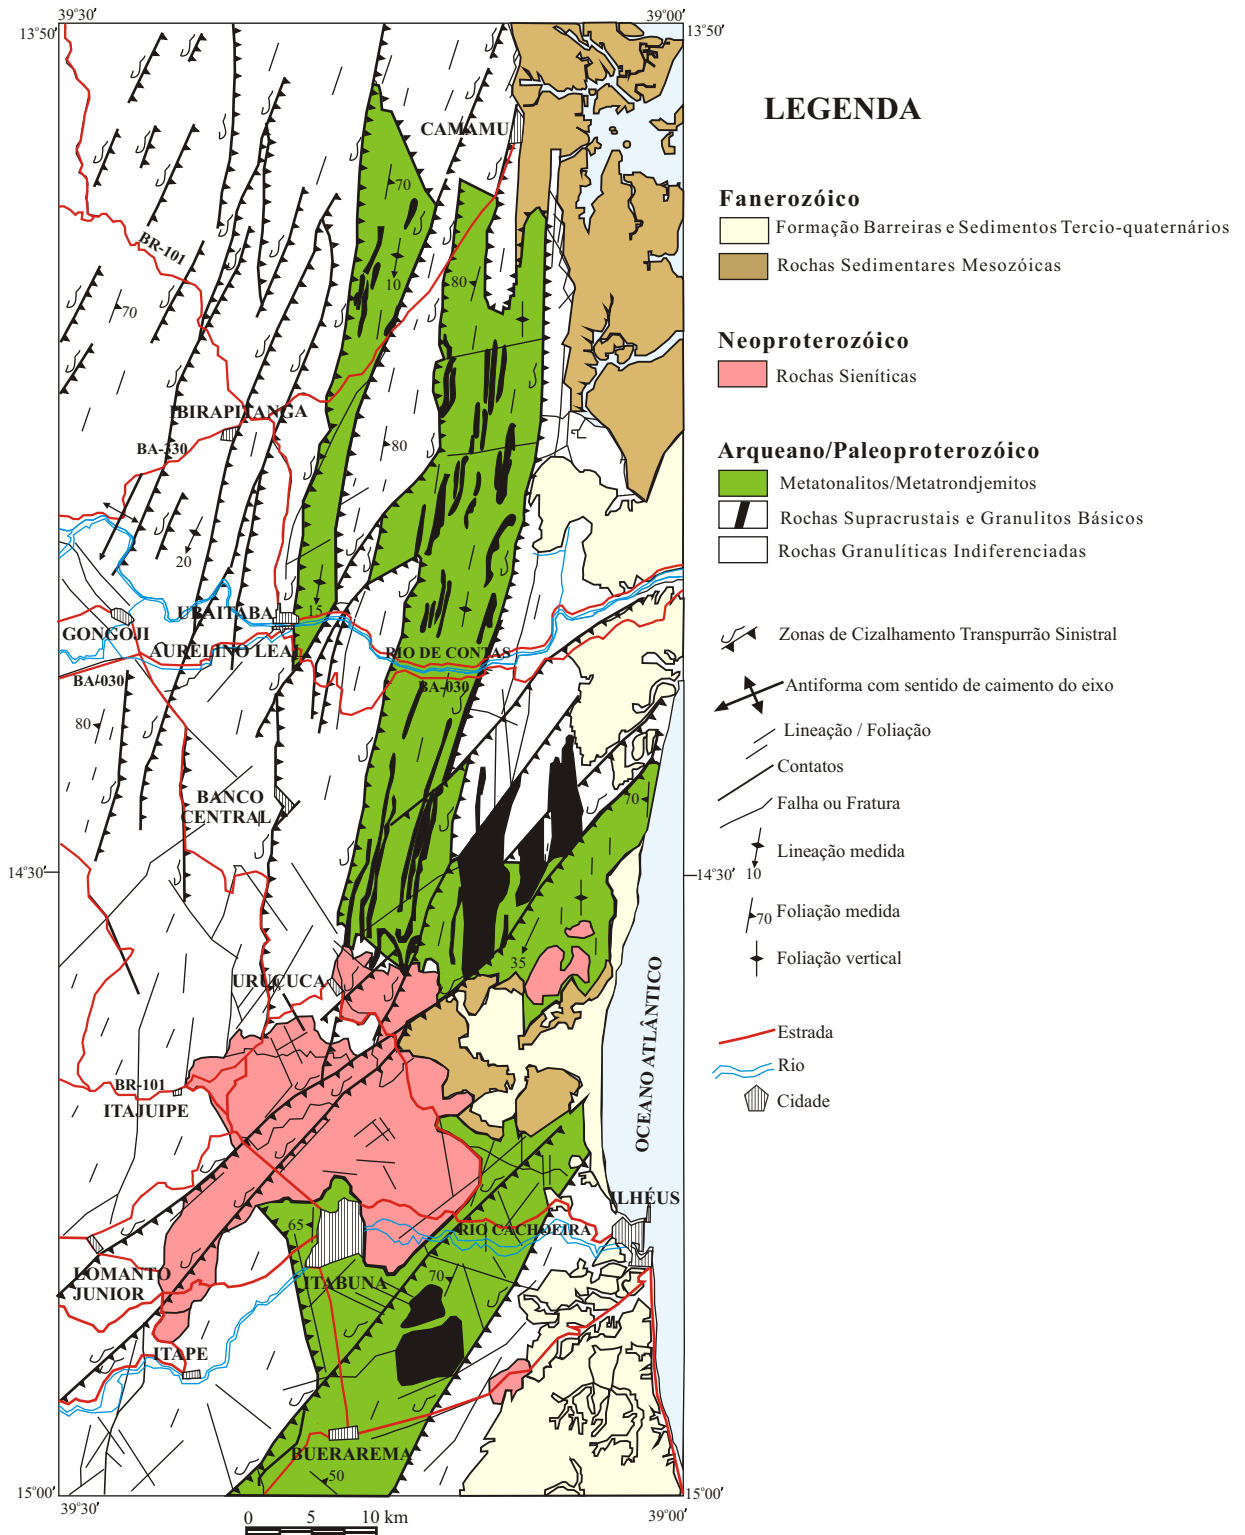 39°30'
39°00'
13°50'
13°50'
LEGENDA
CAMAMU
70
Fanerozóico
Formação Barreiras e Sedimentos Tercio-quaternários
BR-101
Rochas Sedimentares Mesozóicas
10
80
70
Neoproterozóico
Rochas Sieníticas
IBIRAPITANGA
BA-330
80
Arqueano/Paleoproterozóico
Metatonalitos/Metatrondjemitos
Rochas Supracrustais e Granulitos Básicos
Rochas Granulíticas Indiferenciadas
20
UBAITABA
15
GONGOJI
Zonas de Cizalhamento Transpurrão Sinistral
AURELINO LEAL
RIO DE CONTAS
BA-030
BA-030
Antiforma com sentido de caimento do eixo
80
Lineação / Foliação
Contatos
BANCO
CENTRAL
70
Falha ou Fratura
Lineação medida
10
14°30'
14°30'
70
Foliação medida
35
Foliação vertical
URUÇUCA
OCEANO ATLÂNTICO
Estrada
Rio
BR-101
ITAJUIPE
Cidade
ILHÉUS
65
RIO CACHOEIRA
LOMANTO
JUNIOR
ITABUNA
70
ITAPE
BUERAREMA
50
15°00'
15°00'
39°30'
39°00'
0 5 10 km